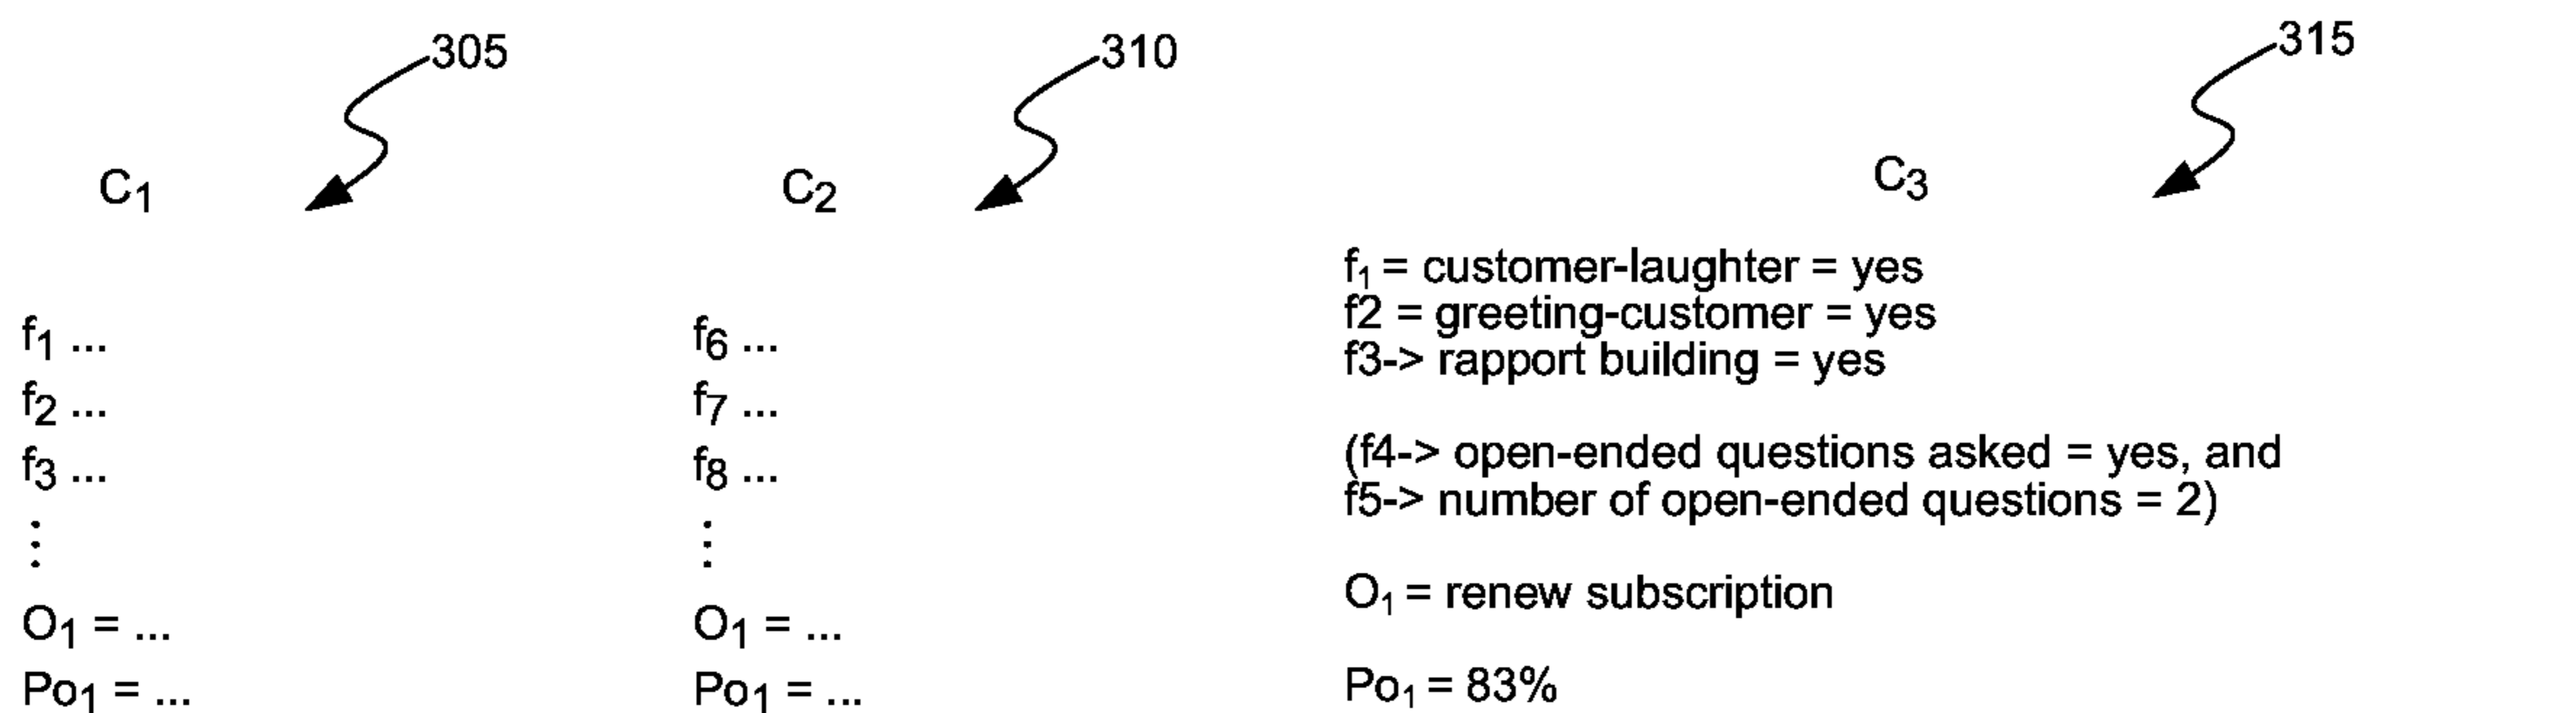 305
C1
f1 ...
f2 ...
f3 ...
⋮
O1 = ...
Po1 = ...
310
C2
f6 ...
f7 ...
f8 ...
⋮
O1 = ...
Po1 = ...
315
C3
f1 = customer-laughter = yes
f2 = greeting-customer = yes
f3-> rapport building = yes
(f4-> open-ended questions asked = yes, and
f5-> number of open-ended questions = 2)
O1 = renew subscription
Po1 = 83%